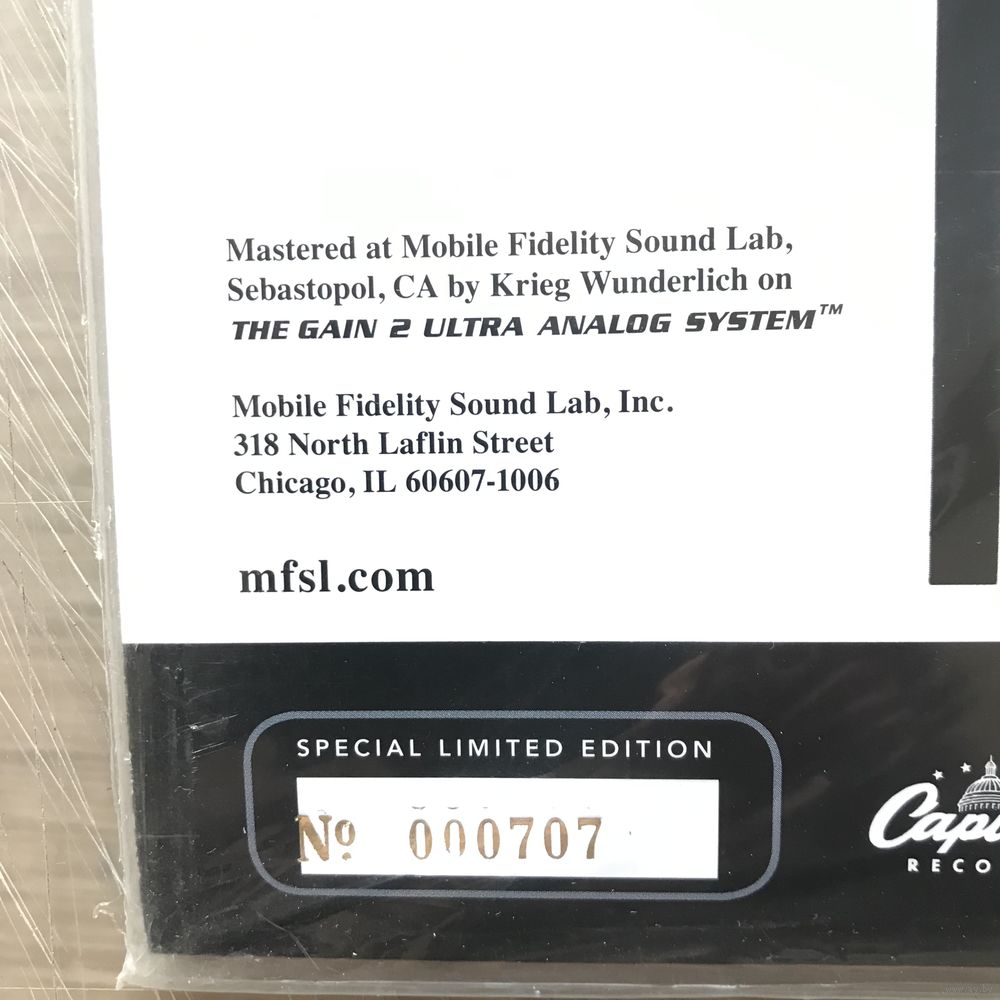 Mastered at Mobile Fidelity Sound Lab,
Sebastopol, CA by Krieg Wunderlich on
THE GAIN 2 ULTRA ANALOG SYSTEM™
Mobile Fidelity Sound Lab, Inc.
318 North Laflin Street
Chicago, IL 60607-1006
mfsl.com
SPECIAL LIMITED EDITION
Nº 000707